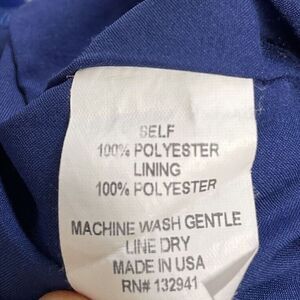 SELF
100% POLYESTER
LINING
100% POLYESTER
MACHINE WASH GENTLE
LINE DRY
MADE IN USA
RN# 132941